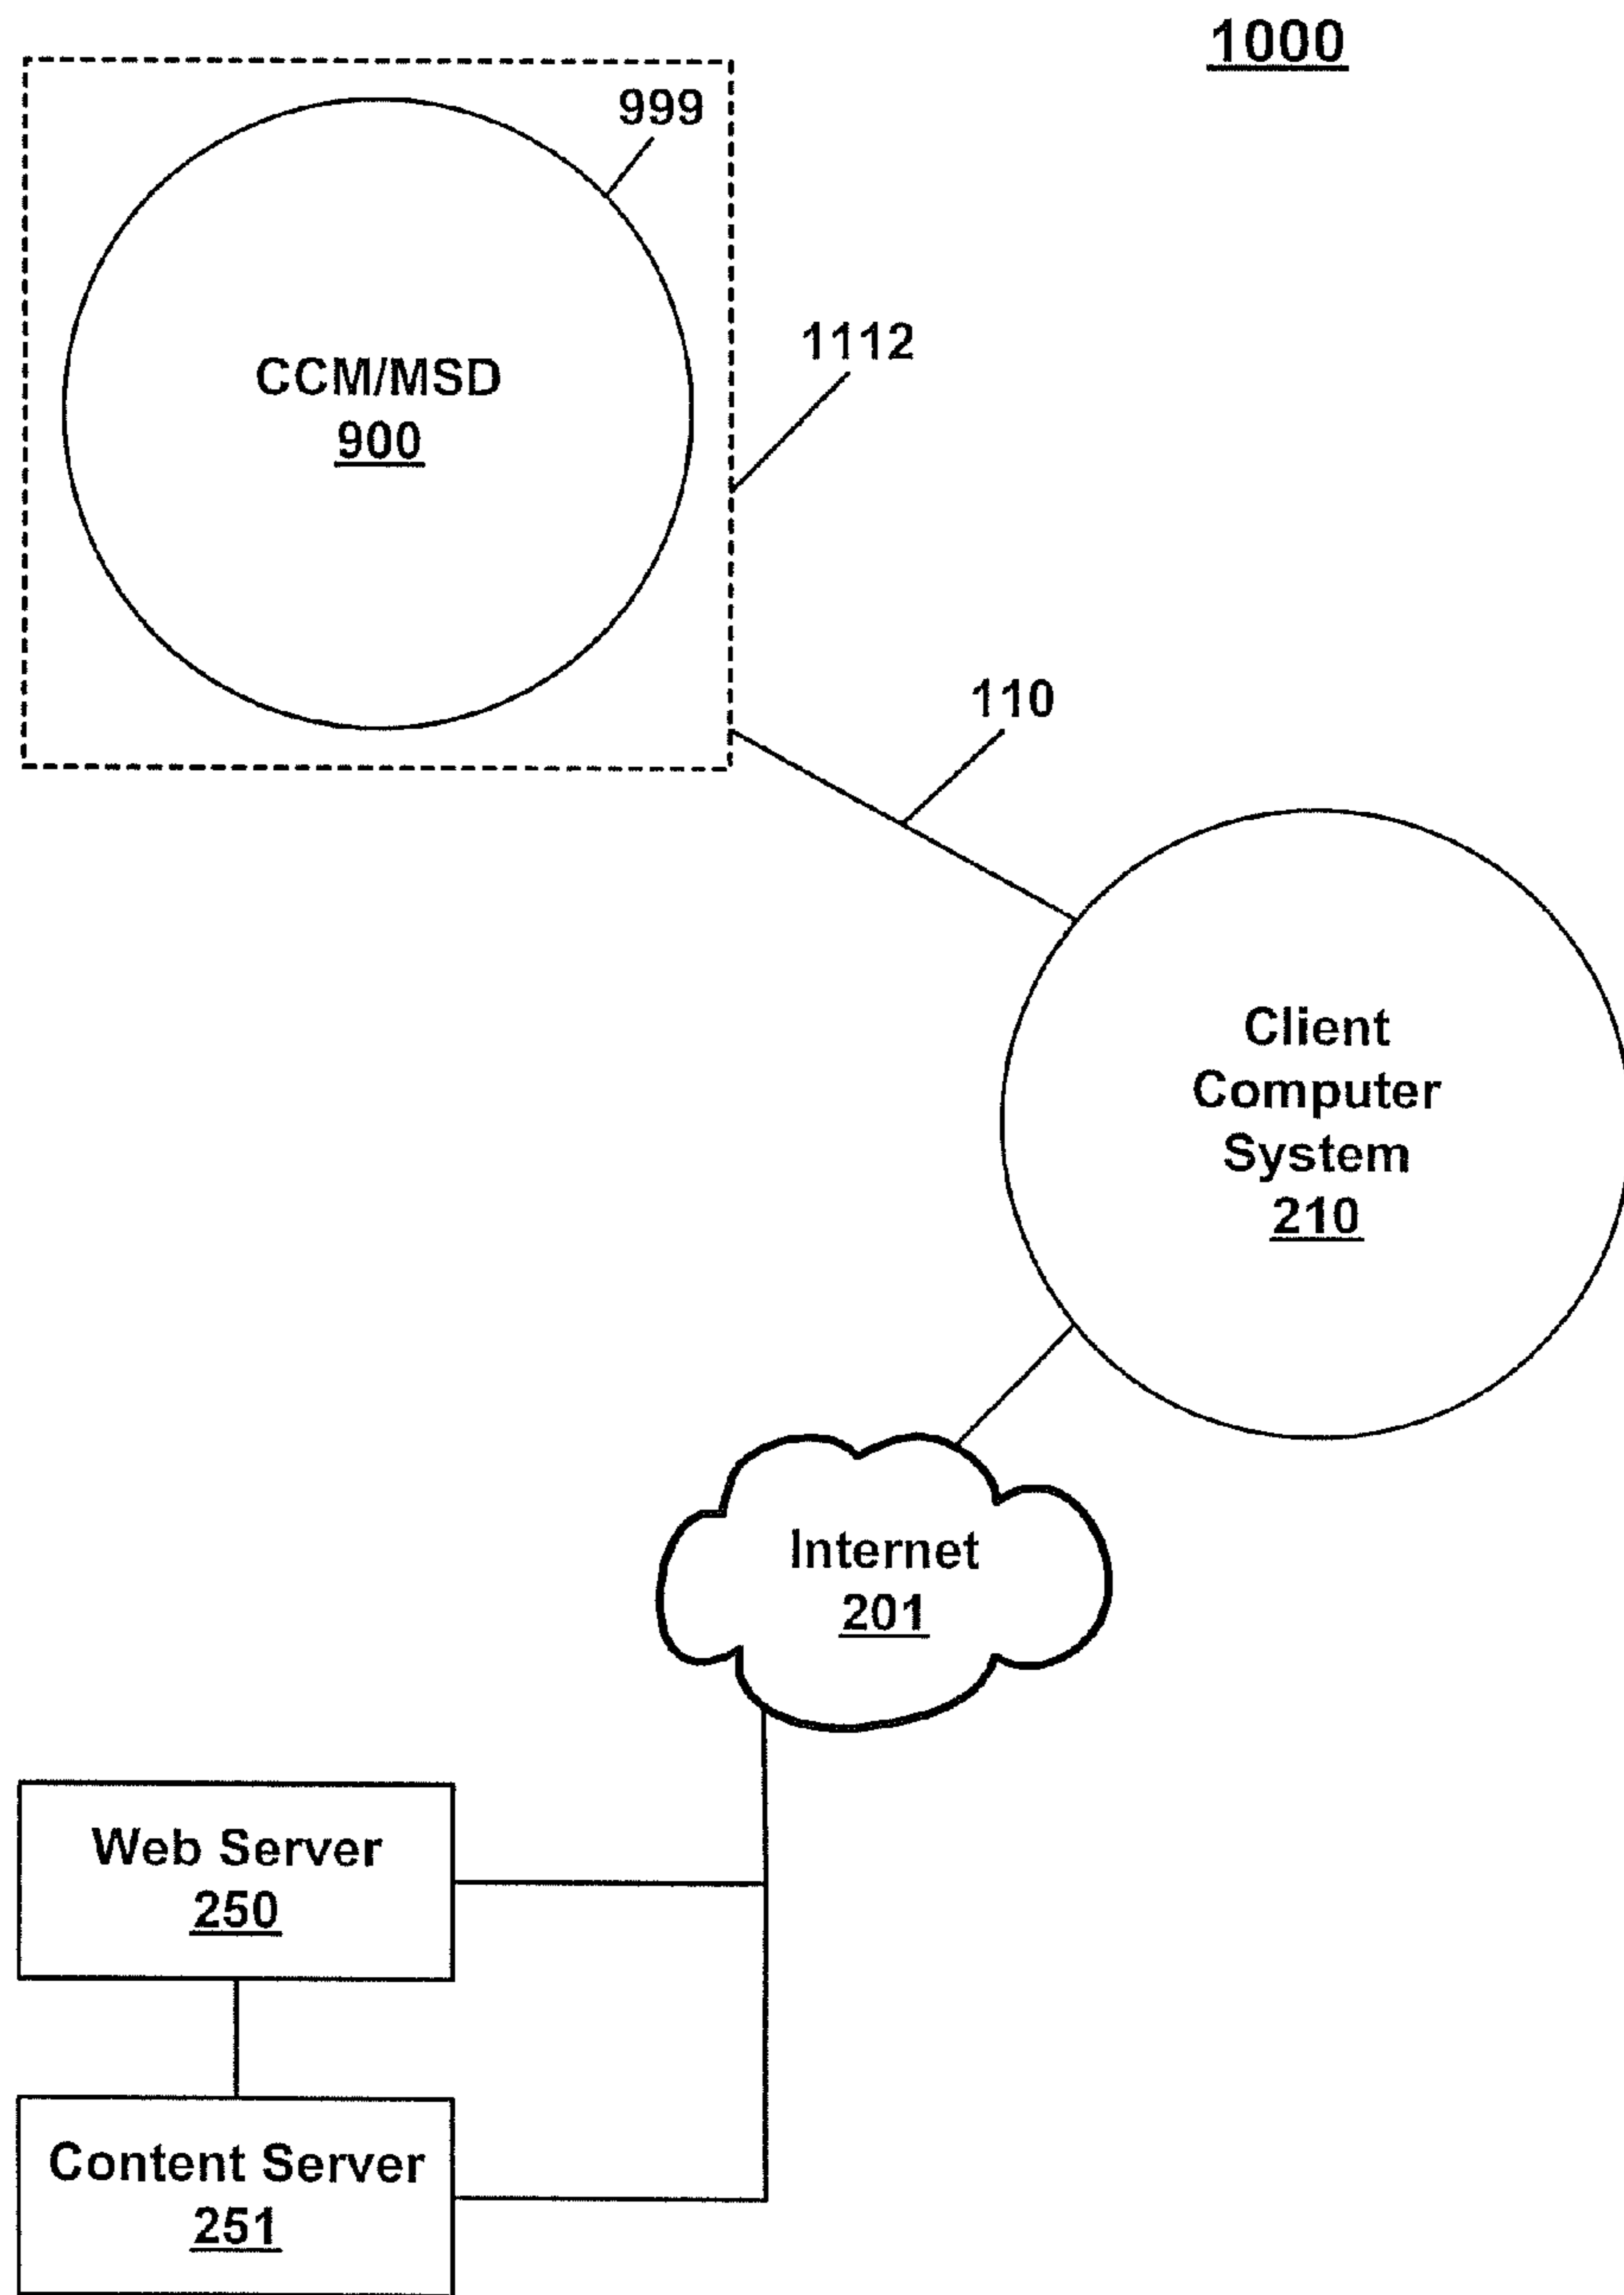 1000
999
CCM/MSD
900
1112
110
Client
Computer
System
210
Internet
201
Web Server
250
Content Server
251